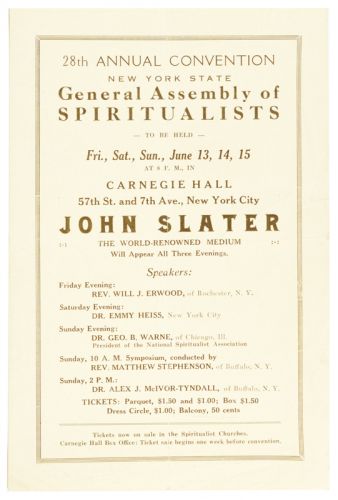 28th ANNUAL CONVENTION
NEW YORK STATE
General Assembly of
SPIRITUALISTS
— TO BE HELD —
Fri., Sat., Sun., June 13, 14, 15
AT 8 P. M., IN
CARNEGIE HALL
57th St. and 7th Ave., New York City
JOHN SLATER
:-: THE WORLD-RENOWNED MEDIUM :-:
Will Appear All Three Evenings.
Speakers:
Friday Evening:
REV. WILL J. ERWOOD, of Rochester, N. Y.
Saturday Evening:
DR. EMMY HEISS, New York City
Sunday Evening:
DR. GEO. B. WARNE, of Chicago, Ill.
President of the National Spiritualist Association
Sunday, 10 A. M. Symposium, conducted by
REV. MATTHEW STEPHENSON, of Buffalo, N. Y.
Sunday, 2 P. M.:
DR. ALEX J. McIVOR-TYNDALL, of Buffalo, N. Y.
TICKETS: Parquet, $1.50 and $1.00; Box $1.50
Dress Circle, $1.00; Balcony, 50 cents
Tickets now on sale in the Spiritualist Churches.
Carnegie Hall Box Office: Ticket sale begins one week before convention.